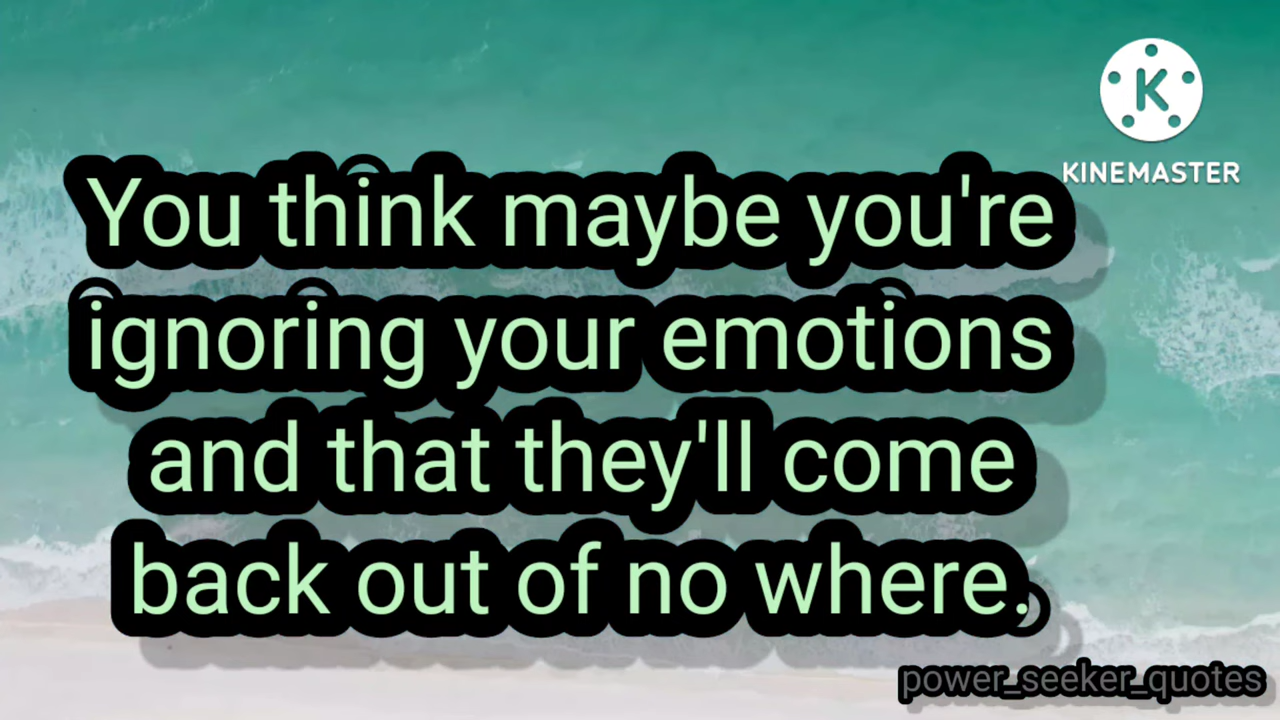 K
KINEMASTER
You think maybe you're
ignoring your emotions
and that they'll come
back out of no where.
power_seeker_quotes